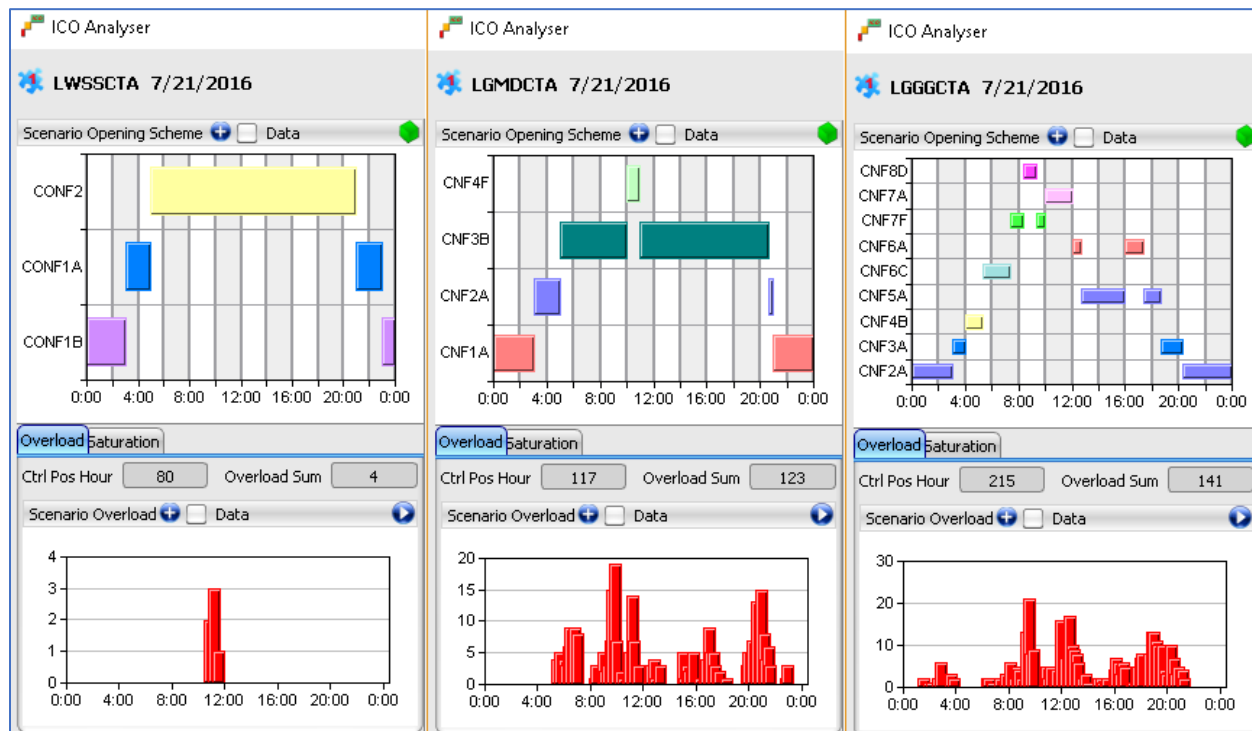 ICO Analyser
LWSSCTA 7/21/2016
Scenario Opening Scheme Data
CONF2
CONF1A
CONF1B
0:00 4:00 8:00 12:00 16:00 20:00 0:00
Overload Saturation
Ctrl Pos Hour 80 Overload Sum 4
Scenario Overload Data
4
3
2
1
0
0:00 4:00 8:00 12:00 16:00 20:00 0:00
ICO Analyser
LGMDCTA 7/21/2016
Scenario Opening Scheme Data
CNF4F
CNF3B
CNF2A
CNF1A
0:00 4:00 8:00 12:00 16:00 20:00 0:00
Overload Saturation
Ctrl Pos Hour 117 Overload Sum 123
Scenario Overload Data
20
15
10
5
0
0:00 4:00 8:00 12:00 16:00 20:00 0:00
ICO Analyser
LGGGCTA 7/21/2016
Scenario Opening Scheme Data
CNF8D
CNF7A
CNF7F
CNF6A
CNF6C
CNF5A
CNF4B
CNF3A
CNF2A
0:00 4:00 8:00 12:00 16:00 20:00 0:00
Overload Saturation
Ctrl Pos Hour 215 Overload Sum 141
Scenario Overload Data
30
20
10
0
0:00 4:00 8:00 12:00 16:00 20:00 0:00